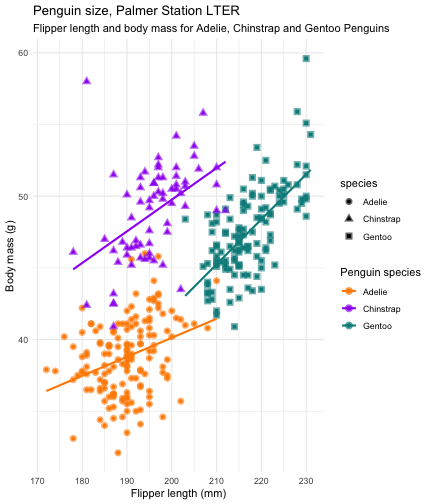 Penguin size, Palmer Station LTER
Flipper length and body mass for Adelie, Chinstrap and Gentoo Penguins
60
50
40
Body mass (g)
170 180 190 200 210 220 230
Flipper length (mm)
species
Adelie
Chinstrap
Gentoo
Penguin species
Adelie
Chinstrap
Gentoo